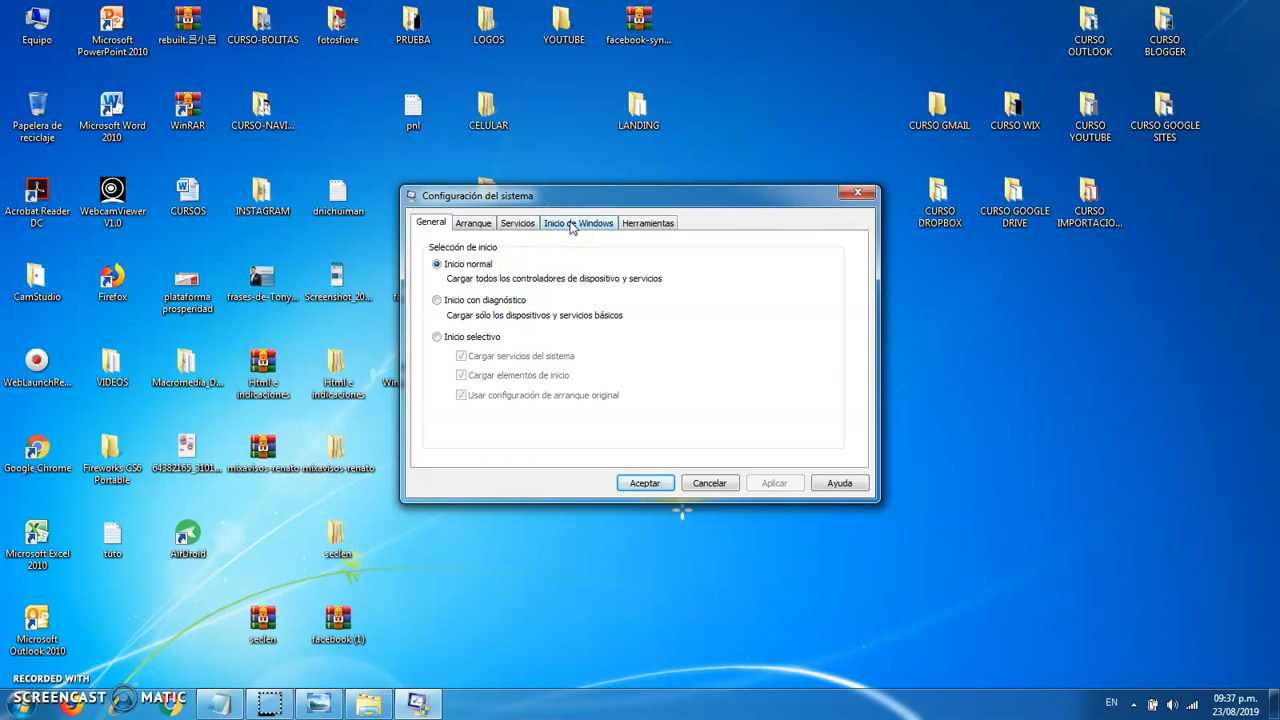 Equipo
Microsoft
PowerPoint 2010
rebuilt.吕小吕
CURSO-BOLITAS
fotosfiore
PRUEBA
LOGOS
YOUTUBE
facebook-syn...
CURSO
OUTLOOK
CURSO
BLOGGER
Papelera de
reciclaje
Microsoft Word
2010
WinRAR
CURSO-NAVI...
pnl
CELULAR
LANDING
CURSO GMAIL
CURSO WIX
CURSO
YOUTUBE
CURSO GOOGLE
SITES
Acrobat Reader
DC
WebcamViewer
V1.0
CURSOS
INSTAGRAM
dnichuman
CURSO
DROPBOX
CURSO GOOGLE
DRIVE
CURSO
IMPORTACIO...
Configuración del sistema
General
Arranque
Servicios
Inicio de Windows
Herramientas
Selección de inicio
Inicio normal
Cargar todos los controladores de dispositivo y servicios
Inicio con diagnóstico
Cargar sólo los dispositivos y servicios básicos
Inicio selectivo
Cargar servicios del sistema
Cargar elementos de inicio
Usar configuración de arranque original
Aceptar
Cancelar
Aplicar
Ayuda
CamStudio
Firefox
plataforma
prosperidad
frases-de-Tony...
Screenshot_20...
WebLaunchRe...
VIDEOS
Macromedia_D...
Html e
indicaciones
Html e
indicaciones
Google Chrome
Fireworks CS6
Portable
64382165_3101...
mixavisos-renato
mixavisos-renato
Microsoft Excel
2010
tuto
AirDroid
seclen
Microsoft
Outlook 2010
seclen
facebook (1)
RECORDED WITH
SCREENCAST MATIC
EN
09:37 p.m.
23/08/2019